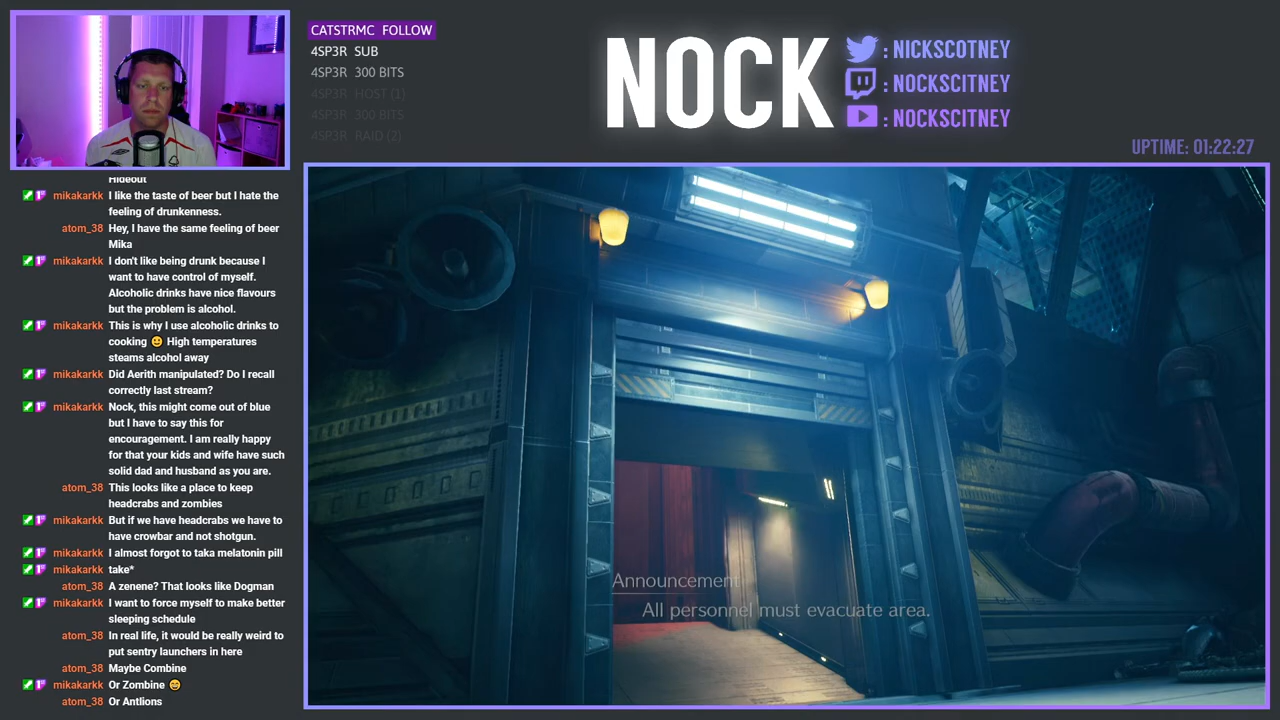 CATSTRMC FOLLOW
4SP3R SUB
4SP3R 300 BITS
4SP3R HOST (1)
4SP3R 300 BITS
4SP3R RAID (2)
NOCK
: NICKSCOTNEY
: NOCKSCITNEY
: NOCKSCITNEY
UPTIME: 01:22:27
Hideout
mikakarkk I like the taste of beer but I hate the
feeling of drunkenness.
atom_38 Hey, I have the same feeling of beer
Mika
mikakarkk I don't like being drunk because I
want to have control of myself.
Alcoholic drinks have nice flavours
but the problem is alcohol.
mikakarkk This is why I use alcoholic drinks to
cooking 😀 High temperatures
steams alcohol away
mikakarkk Did Aerith manipulated? Do I recall
correctly last stream?
mikakarkk Nock, this might come out of blue
but I have to say this for
encouragement. I am really happy
for that your kids and wife have such
solid dad and husband as you are.
atom_38 This looks like a place to keep
headcrabs and zombies
mikakarkk But if we have headcrabs we have to
have crowbar and not shotgun.
mikakarkk I almost forgot to taka melatonin pill
mikakarkk take*
atom_38 A zenene? That looks like Dogman
mikakarkk I want to force myself to make better
sleeping schedule
atom_38 In real life, it would be really weird to
put sentry launchers in here
atom_38 Maybe Combine
mikakarkk Or Zombine 😄
atom_38 Or Antlions
Announcement
All personnel must evacuate area.